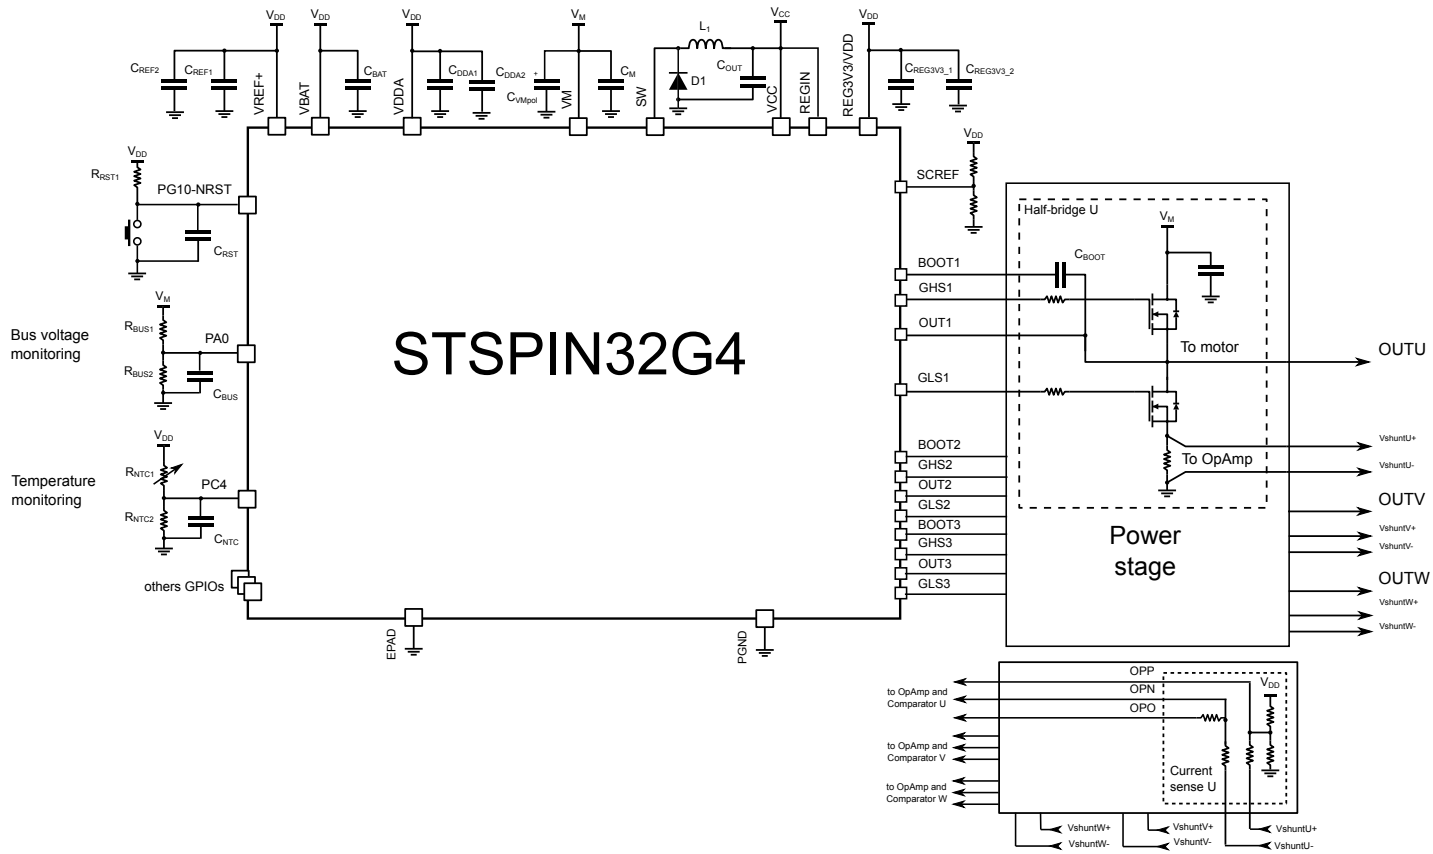 VDD
VDD
VDD
VM
L1
VCC
VDD
CREF2
CREF1
CBAT
CDDA1
CDDA2
+
CVMpol
CM
D1
COUT
CREG3V3_1
CREG3V3_2
VREF+
VBAT
VDDA
VM
SW
VCC
REGIN
REG3V3/VDD
VDD
RRST1
PG10-NRST
CRST
VDD
SCREF
Bus voltage
monitoring
VM
RBUS1
PA0
RBUS2
CBUS
STSPIN32G4
Temperature
monitoring
VDD
RNTC1
PC4
RNTC2
CNTC
others GPIOs
EPAD
PGND
BOOT1
GHS1
OUT1
GLS1
BOOT2
GHS2
OUT2
GLS2
BOOT3
GHS3
OUT3
GLS3
Half-bridge U
VM
CBOOT
To motor
To OpAmp
Power
stage
OUTU
VshuntU+
VshuntU-
OUTV
VshuntV+
VshuntV-
OUTW
VshuntW+
VshuntW-
OPP
OPN
OPO
VDD
Current
sense U
to OpAmp and
Comparator U
to OpAmp and
Comparator V
to OpAmp and
Comparator W
VshuntW+
VshuntW-
VshuntV+
VshuntV-
VshuntU+
VshuntU-